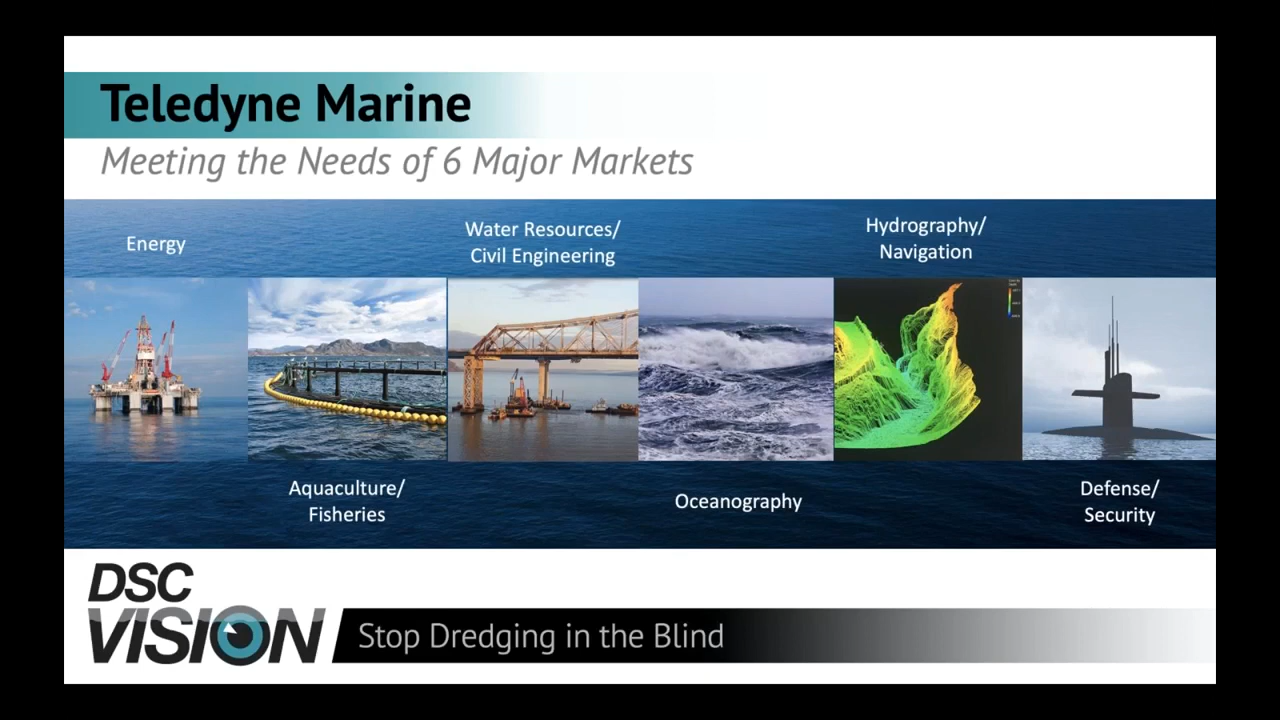 Teledyne Marine
Meeting the Needs of 6 Major Markets
Energy
Water Resources/
Civil Engineering
Hydrography/
Navigation
Aquaculture/
Fisheries
Oceanography
Defense/
Security
DSC
VISION
Stop Dredging in the Blind